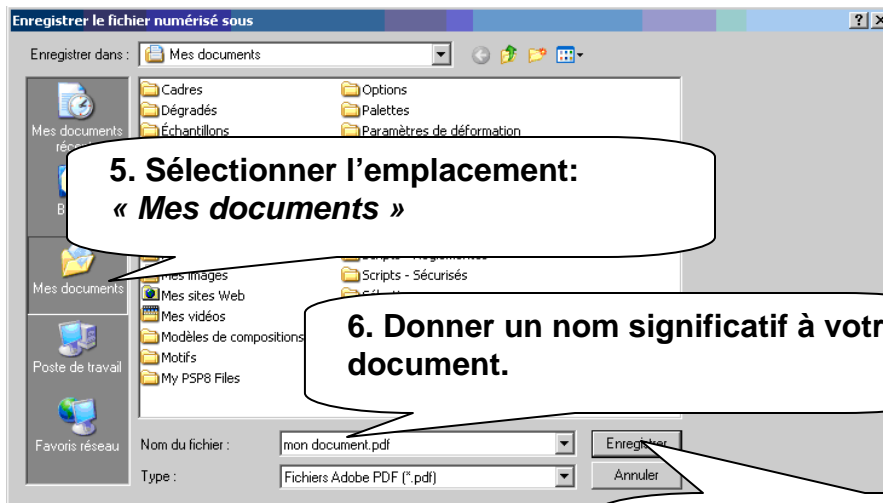 Enregistrer le fichier numérisé sous
Enregistrer dans : Mes documents
Mes documents
Cadres
Dégradés
Échantillons
Options
Palettes
Paramètres de déformation
5. Sélectionner l’emplacement:
« Mes documents »
Mes images
Mes sites Web
Mes vidéos
Modèles de compositions
Motifs
My PSP8 Files
Scripts - Sécurisés
Mes documents
Poste de travail
Favoris réseau
6. Donner un nom significatif à
document.
Nom du fichier : mon document.pdf Enregistrer
Type : Fichiers Adobe PDF (*.pdf) Annuler